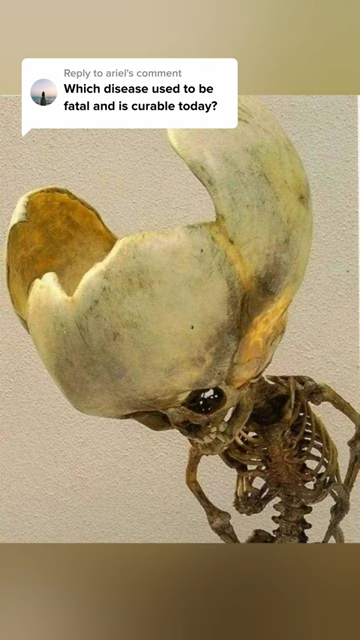 Reply to ariel's comment
Which disease used to be
fatal and is curable today?